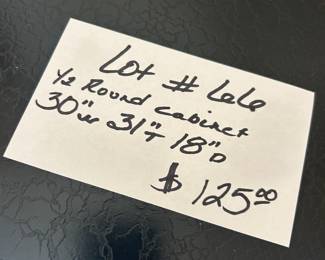 Lot # 66
1/2 Round Cabinet
30"w 31"T 18"D
$125.00